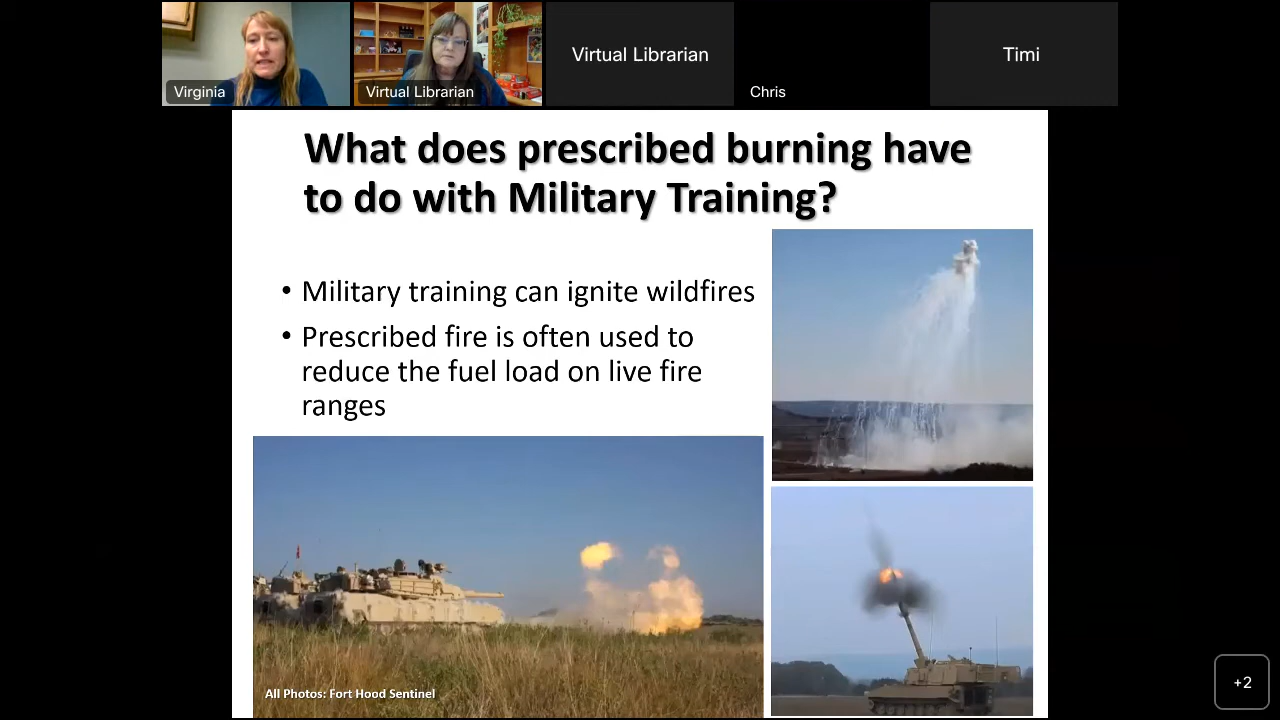 Virginia
Virtual Librarian
Virtual Librarian
Chris
Timi
What does prescribed burning have
to do with Military Training?
• Military training can ignite wildfires
• Prescribed fire is often used to
reduce the fuel load on live fire
ranges
All Photos: Fort Hood Sentinel
+2